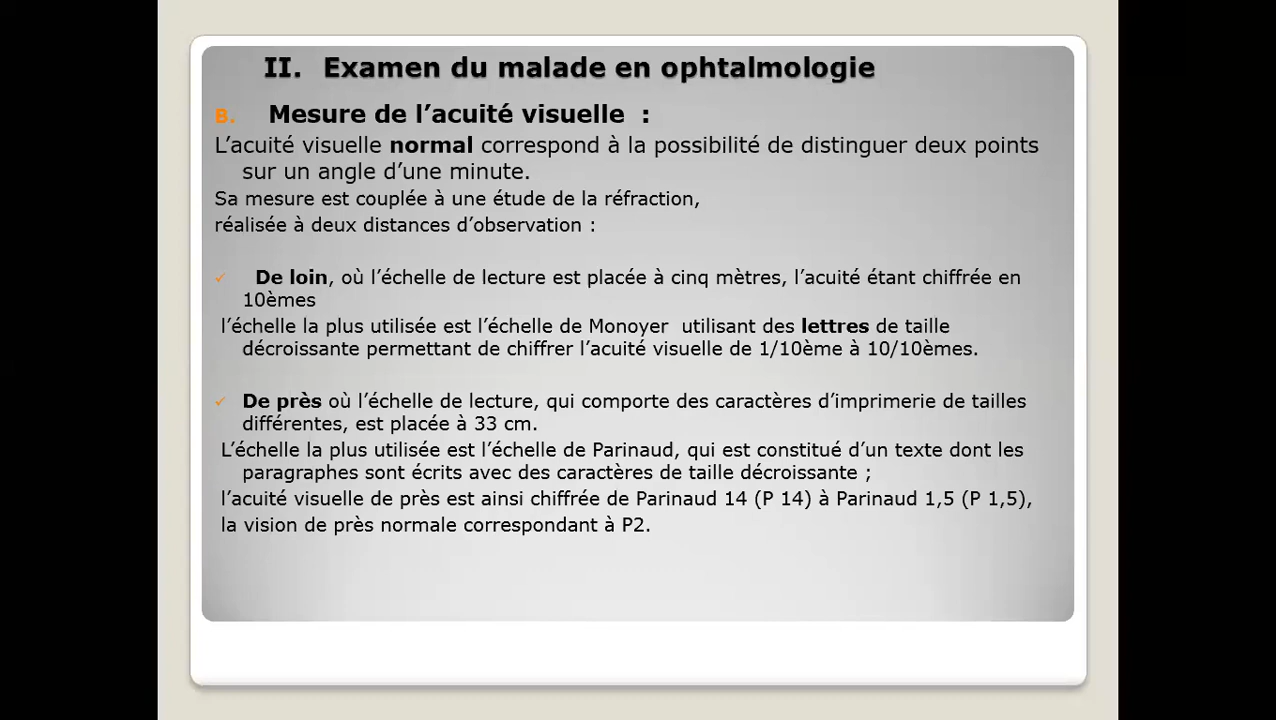 II. Examen du malade en ophtalmologie
B. Mesure de l’acuité visuelle :
L’acuité visuelle normal correspond à la possibilité de distinguer deux points
sur un angle d’une minute.
Sa mesure est couplée à une étude de la réfraction,
réalisée à deux distances d’observation :
✓ De loin, où l’échelle de lecture est placée à cinq mètres, l’acuité étant chiffrée en
10èmes
l’échelle la plus utilisée est l’échelle de Monoyer utilisant des lettres de taille
décroissante permettant de chiffrer l’acuité visuelle de 1/10ème à 10/10èmes.
✓ De près où l’échelle de lecture, qui comporte des caractères d’imprimerie de tailles
différentes, est placée à 33 cm.
L’échelle la plus utilisée est l’échelle de Parinaud, qui est constitué d’un texte dont les
paragraphes sont écrits avec des caractères de taille décroissante ;
l’acuité visuelle de près est ainsi chiffrée de Parinaud 14 (P 14) à Parinaud 1,5 (P 1,5),
la vision de près normale correspondant à P2.